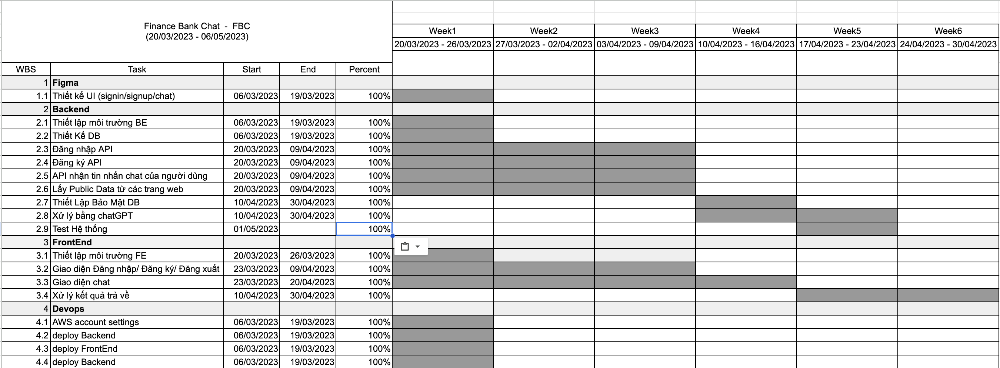 Finance Bank Chat - FBC
(20/03/2023 - 06/05/2023)
Week1 Week2 Week3 Week4 Week5 Week6
20/03/2023 - 26/03/2023 27/03/2023 - 02/04/2023 03/04/2023 - 09/04/2023 10/04/2023 - 16/04/2023 17/04/2023 - 23/04/2023 24/04/2023 - 30/04/2023
WBS Task Start End Percent
1 Figma
1.1 Thiết kế UI (signin/signup/chat) 06/03/2023 19/03/2023 100%
2 Backend
2.1 Thiết lập môi trường BE 06/03/2023 19/03/2023 100%
2.2 Thiết Kế DB 06/03/2023 19/03/2023 100%
2.3 Đăng nhập API 20/03/2023 09/04/2023 100%
2.4 Đăng ký API 20/03/2023 09/04/2023 100%
2.5 API nhận tin nhắn chat của người dùng 20/03/2023 09/04/2023 100%
2.6 Lấy Public Data từ các trang web 20/03/2023 09/04/2023 100%
2.7 Thiết Lập Bảo Mật DB 10/04/2023 30/04/2023 100%
2.8 Xử lý bằng chatGPT 10/04/2023 30/04/2023 100%
2.9 Test Hệ thống 01/05/2023 100%
3 FrontEnd
3.1 Thiết lập môi trường FE 20/03/2023 26/03/2023 100%
3.2 Giao diện Đăng nhập/ Đăng ký/ Đăng xuất 23/03/2023 09/04/2023 100%
3.3 Giao diện chat 23/03/2023 20/04/2023 100%
3.4 Xử lý kết quả trả về 10/04/2023 30/04/2023 100%
4 Devops
4.1 AWS account settings 06/03/2023 19/03/2023 100%
4.2 deploy Backend 06/03/2023 19/03/2023 100%
4.3 deploy FrontEnd 06/03/2023 19/03/2023 100%
4.4 deploy Backend 06/03/2023 19/03/2023 100%